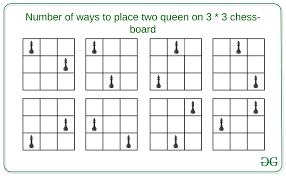 Number of ways to place two queen on 3 * 3 chess-
board